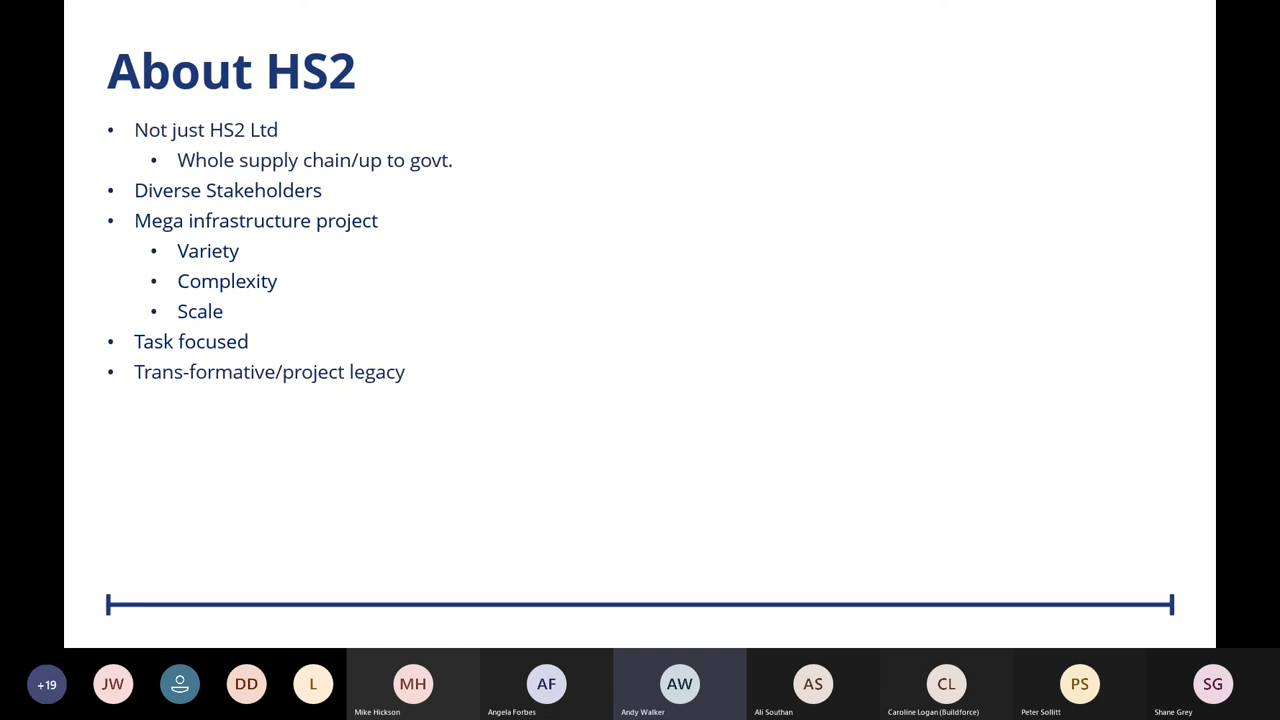 About HS2
• Not just HS2 Ltd
• Whole supply chain/up to govt.
• Diverse Stakeholders
• Mega infrastructure project
• Variety
• Complexity
• Scale
• Task focused
• Trans-formative/project legacy
+19
JW
DD
L
MH
AF
AW
AS
CL
PS
SG
Mike Hickson
Angela Forbes
Andy Walker
Ali Southan
Caroline Logan (Buildforce)
Peter Sollitt
Shane Grey